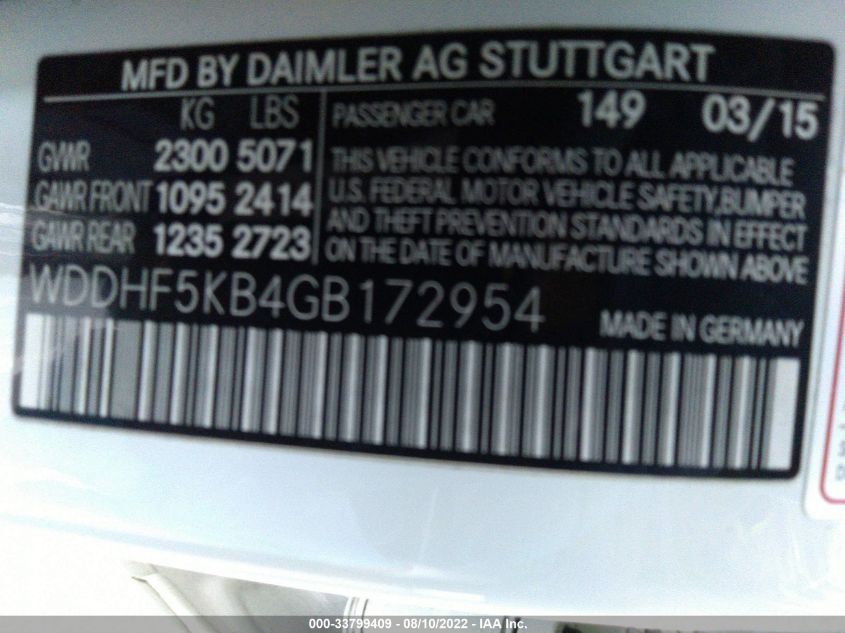 MFD BY DAIMLER AG STUTTGART
KG LBS
GVWR 2300 5071
GAWR FRONT 1095 2414
GAWR REAR 1235 2723
PASSENGER CAR 149 03/15
THIS VEHICLE CONFORMS TO ALL APPLICABLE
U.S. FEDERAL MOTOR VEHICLE SAFETY, BUMPER
AND THEFT PREVENTION STANDARDS IN EFFECT
ON THE DATE OF MANUFACTURE SHOWN ABOVE
WDDHF5KB4GB172954
MADE IN GERMANY
000-33799409 - 08/10/2022 - IAA Inc.